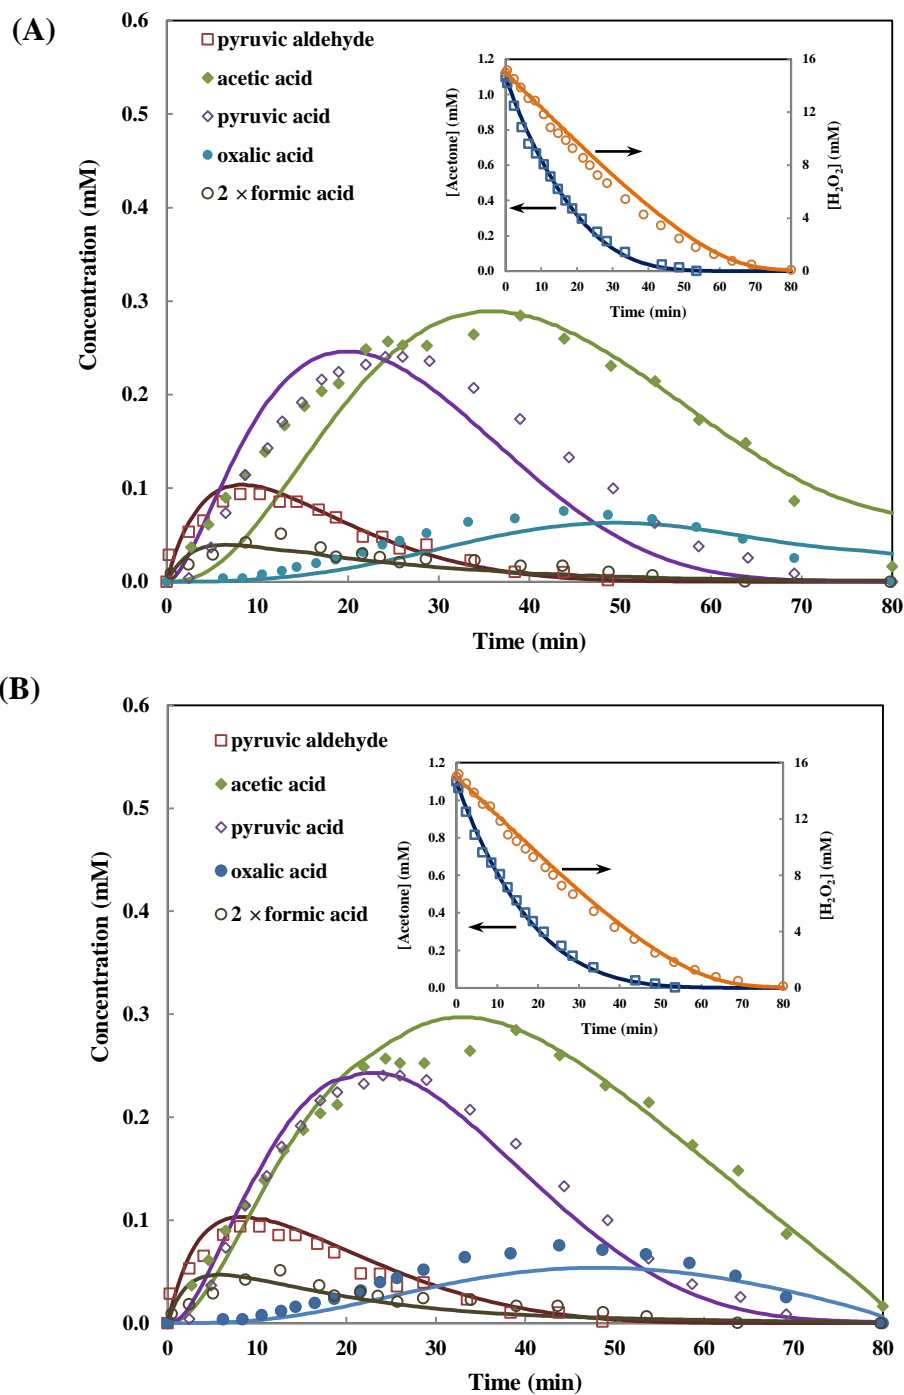 (A)
0.6
0.5
0.4
0.3
0.2
0.1
0.0
Concentration (mM)
pyruvic aldehyde
acetic acid
pyruvic acid
oxalic acid
2 × formic acid
1.2
1.0
0.8
0.6
0.4
0.2
0.0
[Acetone] (mM)
16
12
8
4
0
[H₂O₂] (mM)
0 10 20 30 40 50 60 70 80
Time (min)
0 10 20 30 40 50 60 70 80
Time (min)
(B)
0.6
0.5
0.4
0.3
0.2
0.1
0.0
Concentration (mM)
pyruvic aldehyde
acetic acid
pyruvic acid
oxalic acid
2 × formic acid
1.2
1.0
0.8
0.6
0.4
0.2
0.0
[Acetone] (mM)
16
12
8
4
0
[H₂O₂] (mM)
0 10 20 30 40 50 60 70 80
Time (min)
0 10 20 30 40 50 60 70 80
Time (min)